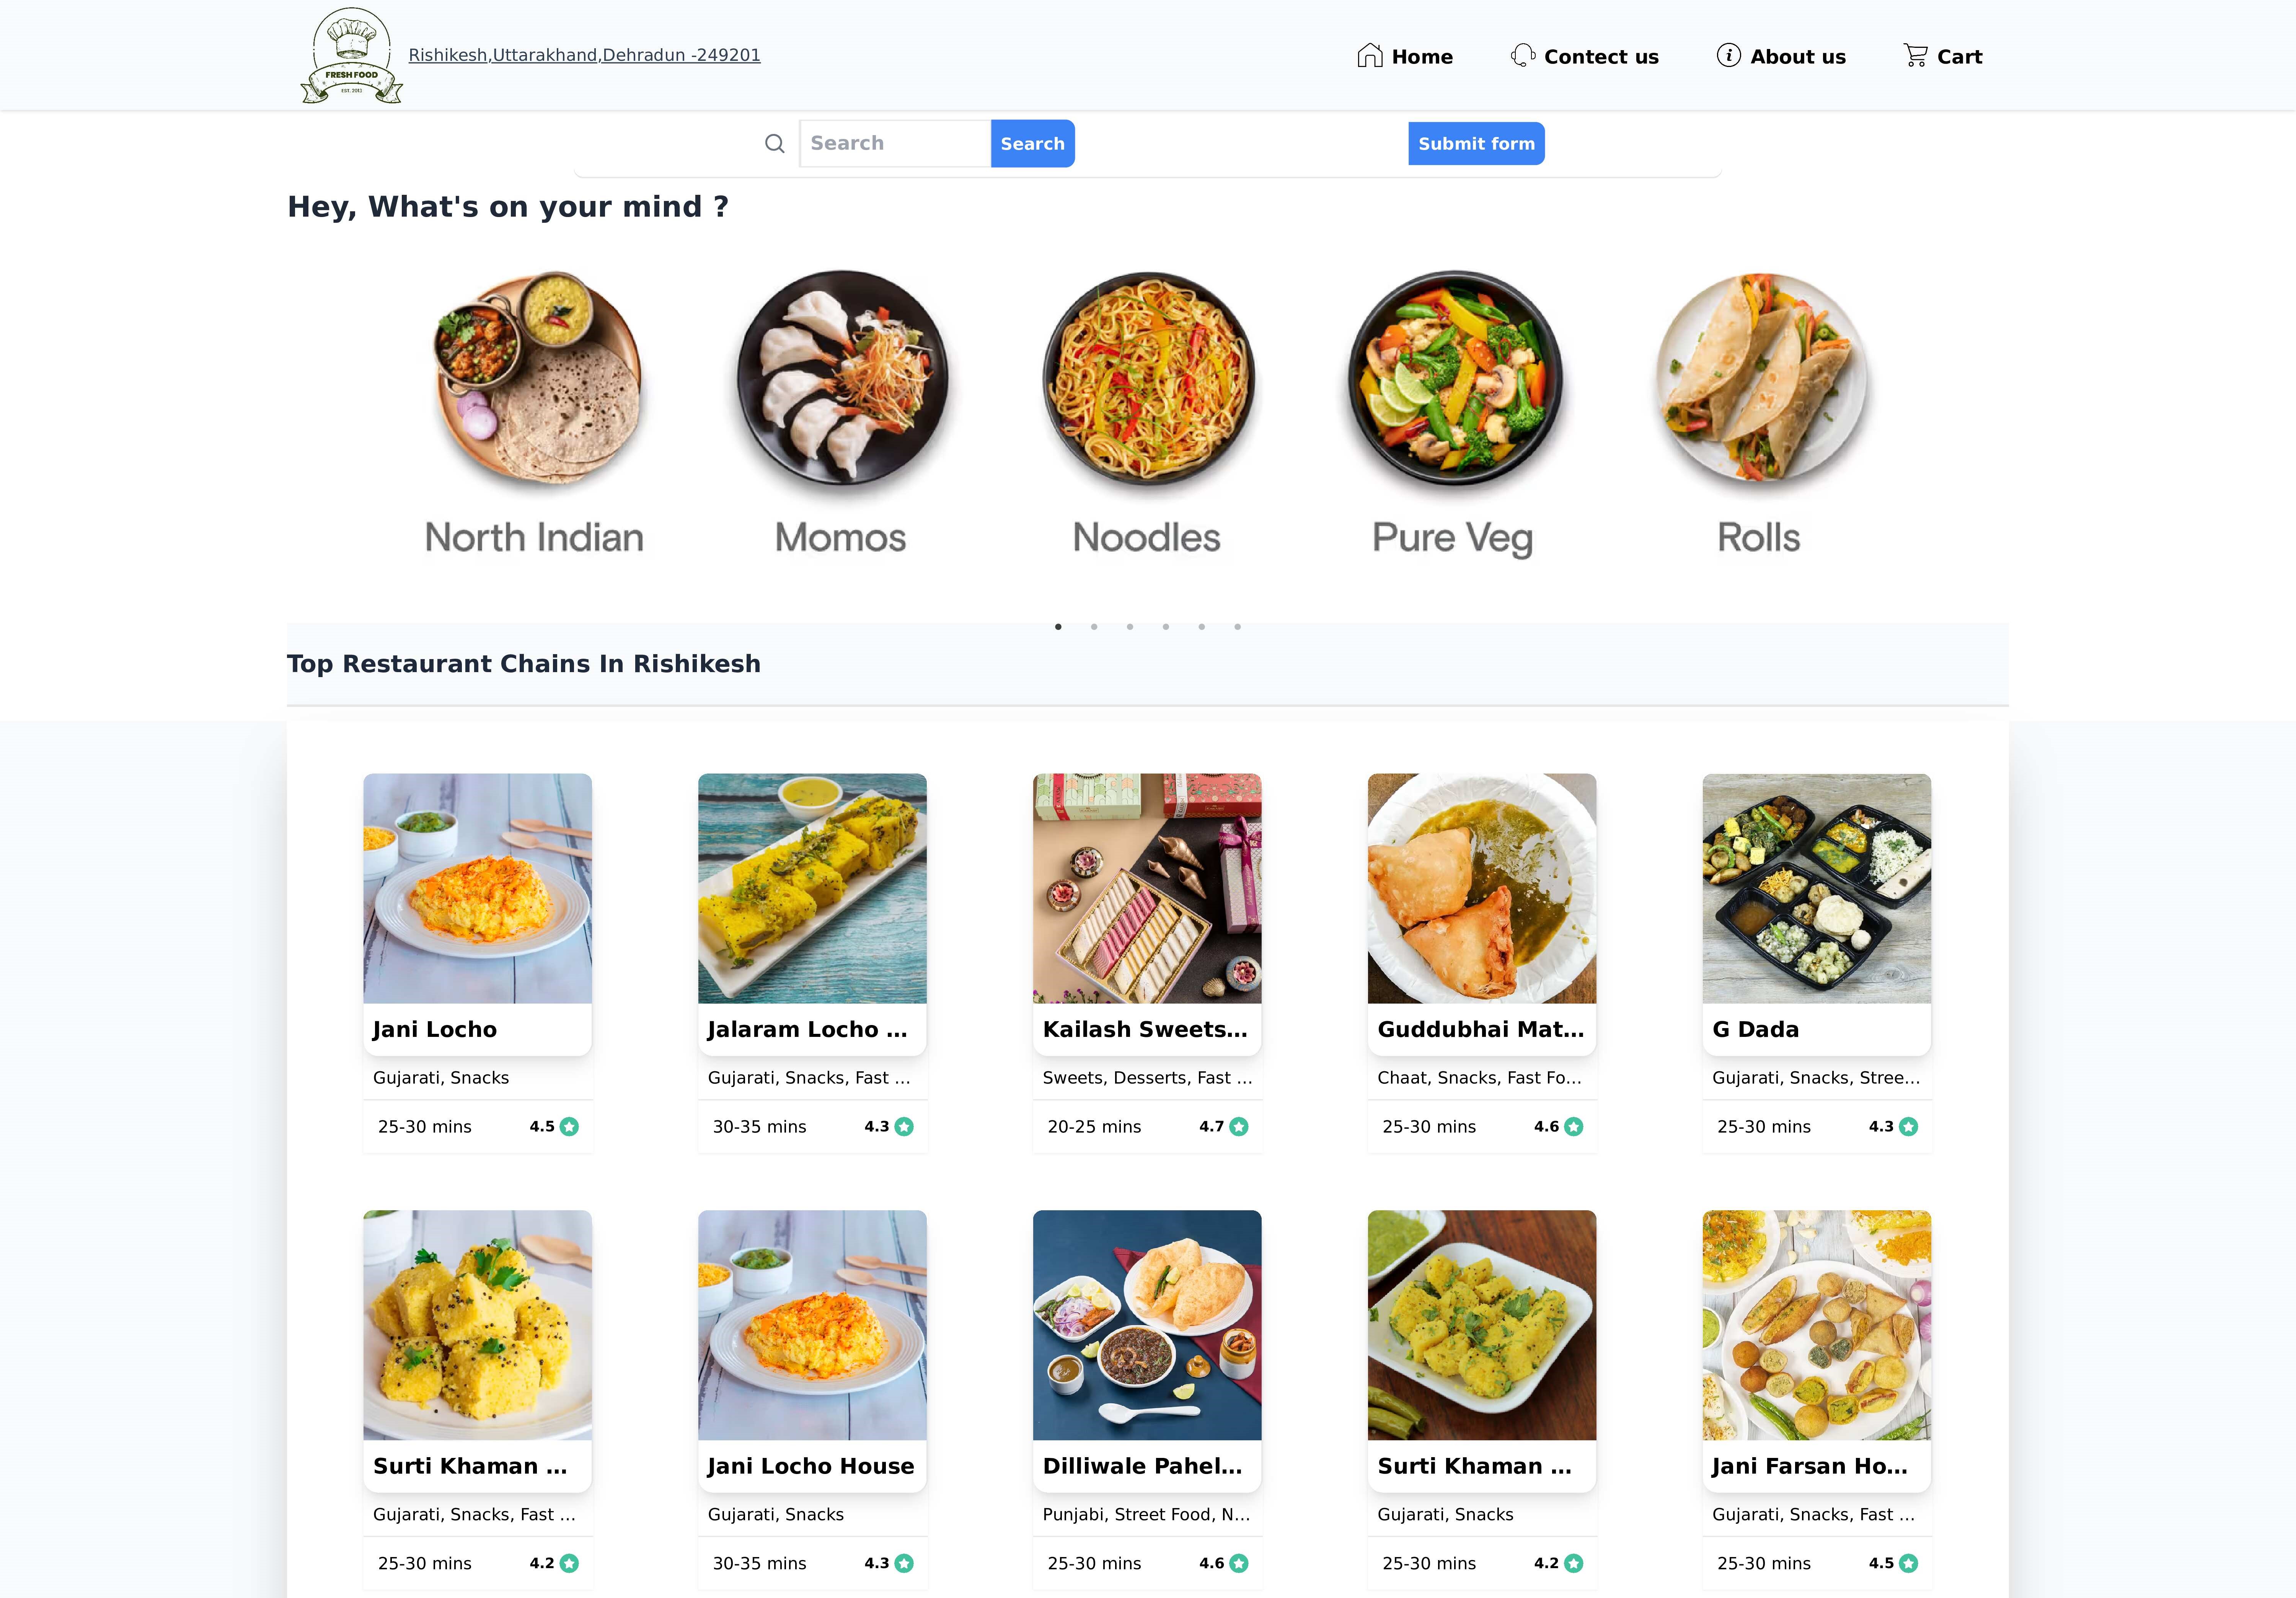 FRESH FOOD
EST. 2021
Rishikesh,Uttarakhand,Dehradun -249201
Home
Contect us
About us
Cart
Search
Search
Submit form
Hey, What's on your mind ?
North Indian
Momos
Noodles
Pure Veg
Rolls
Top Restaurant Chains In Rishikesh
Jani Locho
Jalaram Locho ...
Kailash Sweets...
Guddubhai Mat...
G Dada
Gujarati, Snacks
Gujarati, Snacks, Fast ...
Sweets, Desserts, Fast ...
Chaat, Snacks, Fast Fo...
Gujarati, Snacks, Stree...
25-30 mins 4.5
30-35 mins 4.3
20-25 mins 4.7
25-30 mins 4.6
25-30 mins 4.3
Surti Khaman ...
Jani Locho House
Dilliwale Pahel...
Surti Khaman ...
Jani Farsan Ho...
Gujarati, Snacks, Fast ...
Gujarati, Snacks
Punjabi, Street Food, N...
Gujarati, Snacks
Gujarati, Snacks, Fast ...
25-30 mins 4.2
30-35 mins 4.3
25-30 mins 4.6
25-30 mins 4.2
25-30 mins 4.5